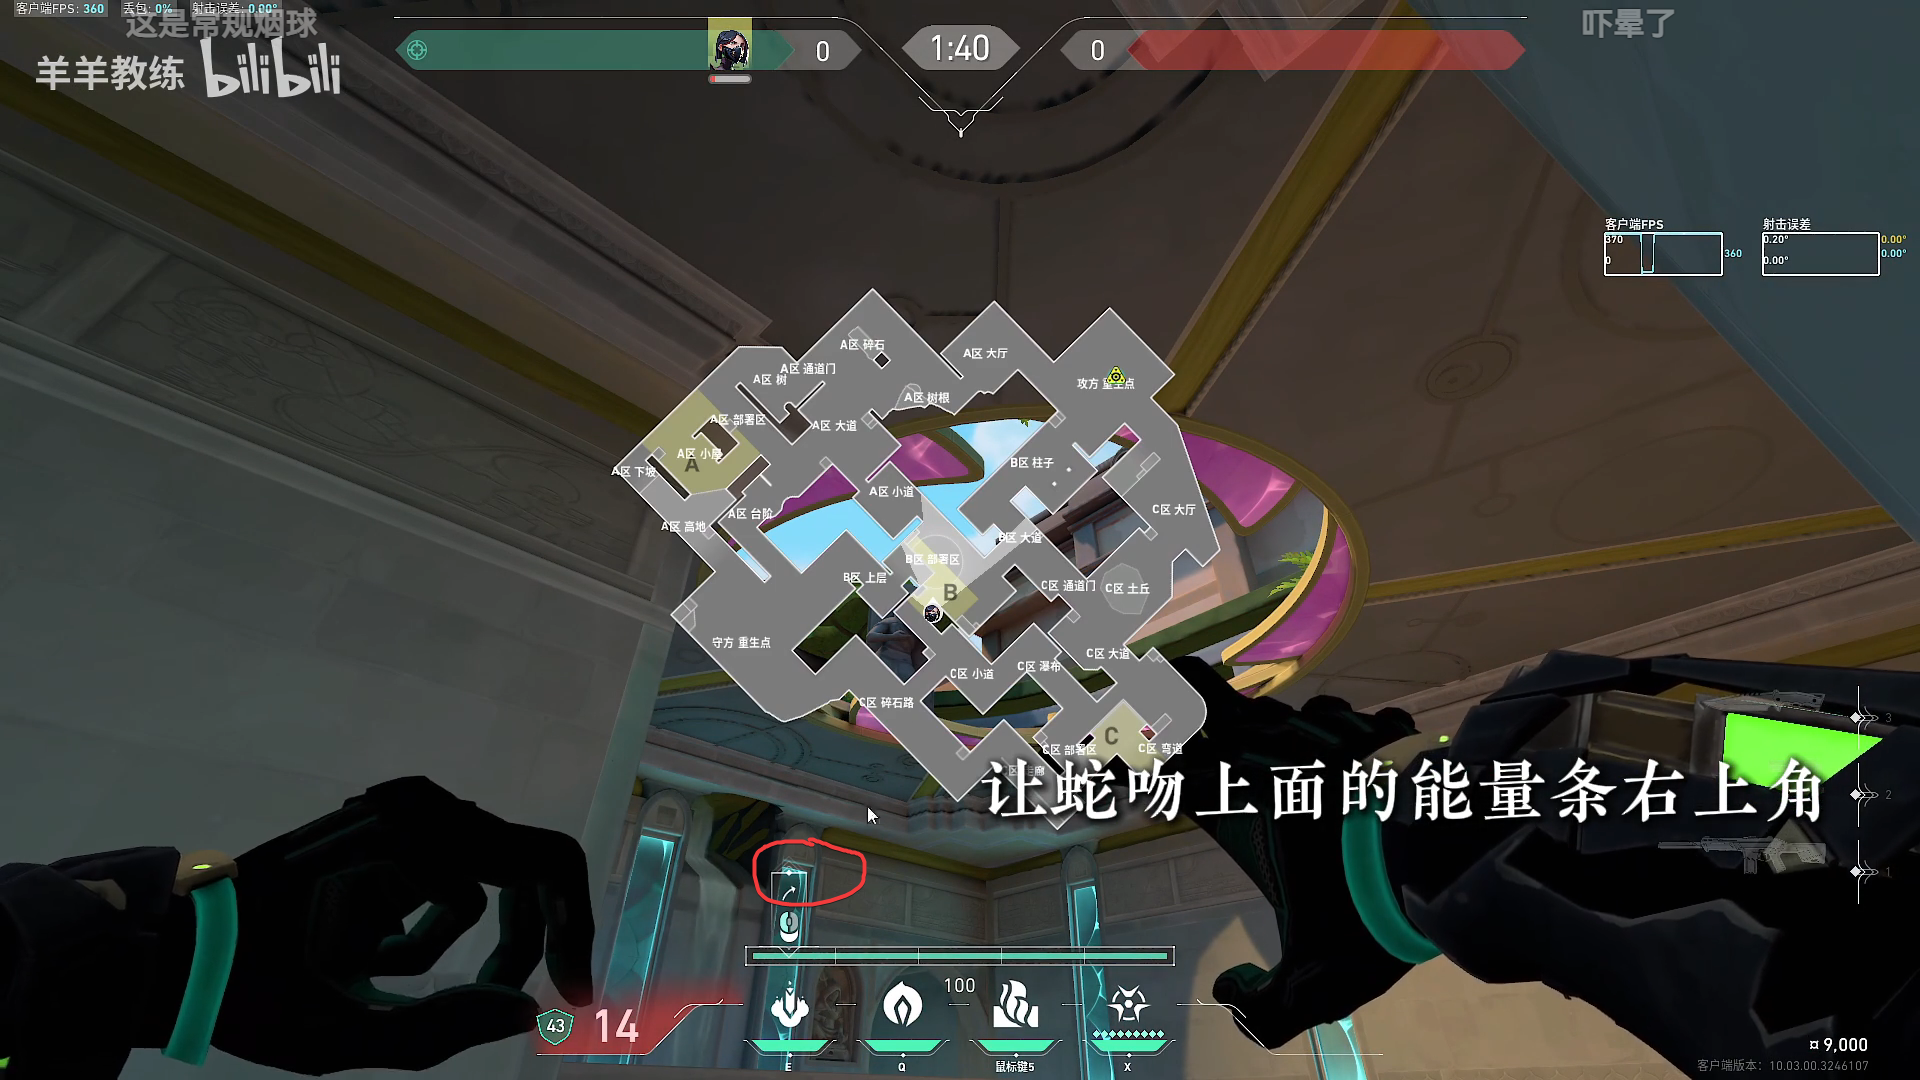 客户端FPS: 360 丢包: 0% 射击误差: 0.00°
这是常规烟球
吓晕了
羊羊教练 bilibili
0
1:40
0
客户端FPS
射击误差
370
0
360
0.20°
0.00°
0.00°
0.00°
A区 碎石
A区 大厅
A区 通道门
A区 树
攻方 重生点
A区 树根
A区 部署区
A区 大道
A区 小屋
A
B区 柱子
A区 下坡
A区 小道
C区 大厅
A区 台阶
A区 高地
B区 大道
B区 部署区
B区 上层
C区 通道门
C区 土丘
B
守方 重生点
C区 大道
C区 瀑布
C区 小道
C区 碎石路
C
C区 部署区
C区 弯道
让蛇吻上面的能量条右上角
3
2
1
100
43
14
E
Q
鼠标键5
X
¤ 9,000
客户端版本: 10.03.00.3246107